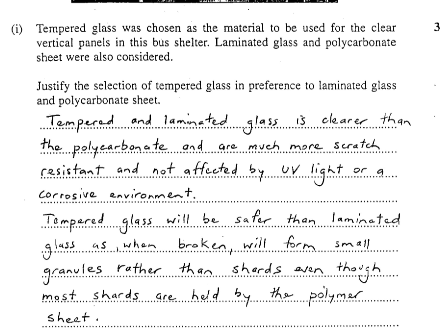 (i) Tempered glass was chosen as the material to be used for the clear 3
vertical panels in this bus shelter. Laminated glass and polycarbonate
sheet were also considered.
Justify the selection of tempered glass in preference to laminated glass
and polycarbonate sheet.
Tempered and laminated glass is clearer than
the polycarbonate and are much more scratch
resistant and not affected by UV light or a
corrosive environment.
Tempered glass will be safer than laminated
glass as, when broken, will form small
granules rather than shards even though
most shards are held by the polymer
sheet.